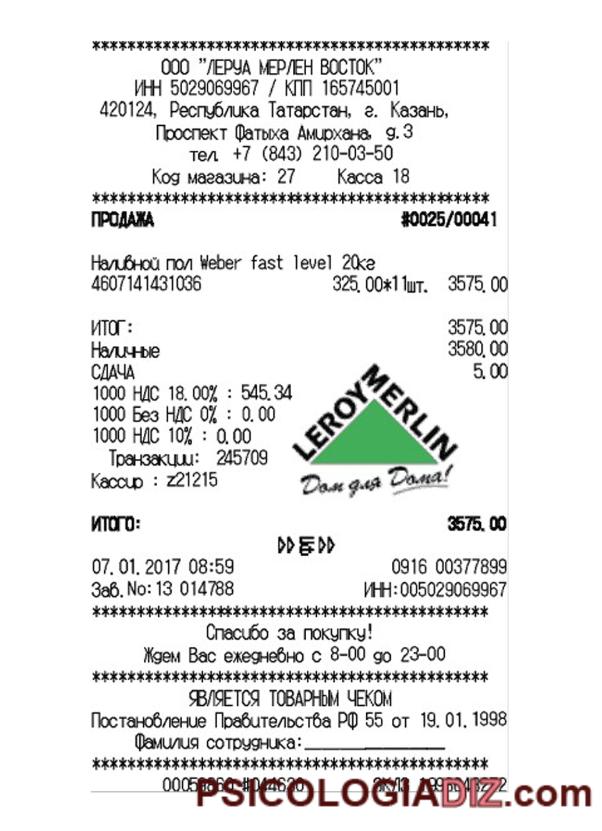 ************************************************
ООО "ЛЕРУА МЕРЛЕН ВОСТОК"
ИНН 5029069967 / КПП 165745001
420124, Республика Татарстан, г. Казань,
Проспект Фатыха Амирхана, д.3
тел. +7 (843) 210-03-50
Код магазина: 27 Касса 18
************************************************
ПРОДАЖА #0025/00041
Наливной пол Weber fast level 20кг
4607141431036 325.00*11шт. 3575.00
ИТОГ: 3575.00
Наличные 3580.00
СДАЧА 5.00
1000 НДС 18.00% : 545.34
1000 Без НДС 0% : 0.00
1000 НДС 10% : 0.00
Транзакции: 245709
Кассир : z21215
LEROY MERLIN
Дом для Дома!
ИТОГО: 3575.00
07.01.2017 08:59 0916 00377899
Зав.No:13 014788 ИНН:005029069967
************************************************
Спасибо за покупку!
Ждем Вас ежедневно с 8-00 до 23-00
************************************************
ЯВЛЯЕТСЯ ТОВАРНЫМ ЧЕКОМ
Постановление Правительства РФ 55 от 19.01.1998
Фамилия сотрудника:______________
************************************************
PSICOLOGIADIZ.com